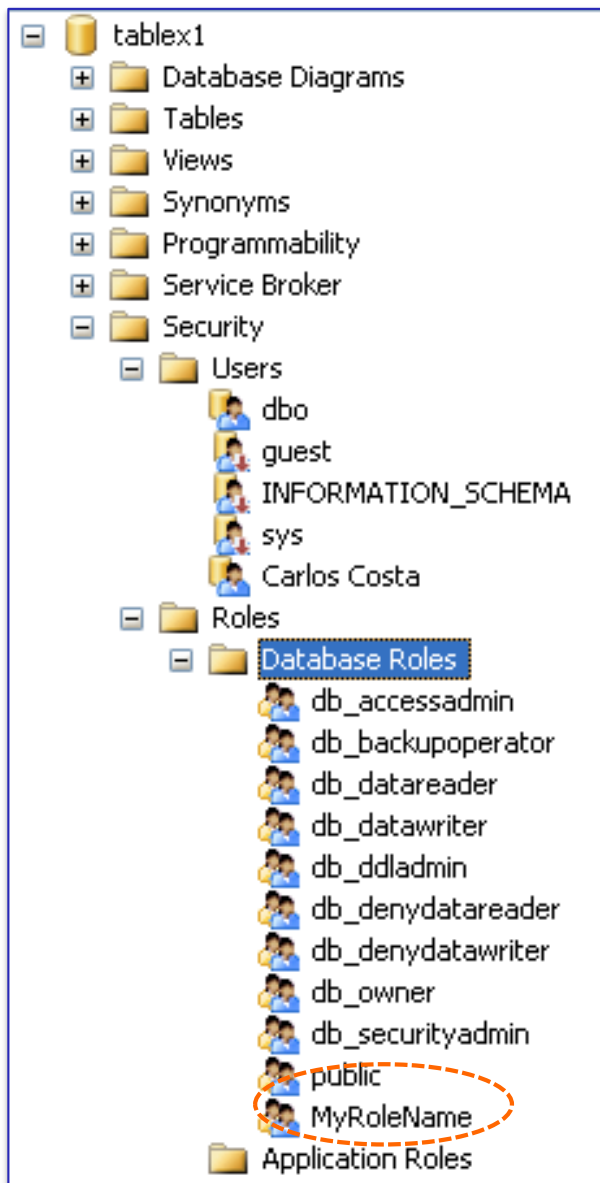 tablex1
Database Diagrams
Tables
Views
Synonyms
Programmability
Service Broker
Security
Users
dbo
guest
INFORMATION_SCHEMA
sys
Carlos Costa
Roles
Database Roles
db_accessadmin
db_backupoperator
db_datareader
db_datawriter
db_ddladmin
db_denydatareader
db_denydatawriter
db_owner
db_securityadmin
public
MyRoleName
Application Roles